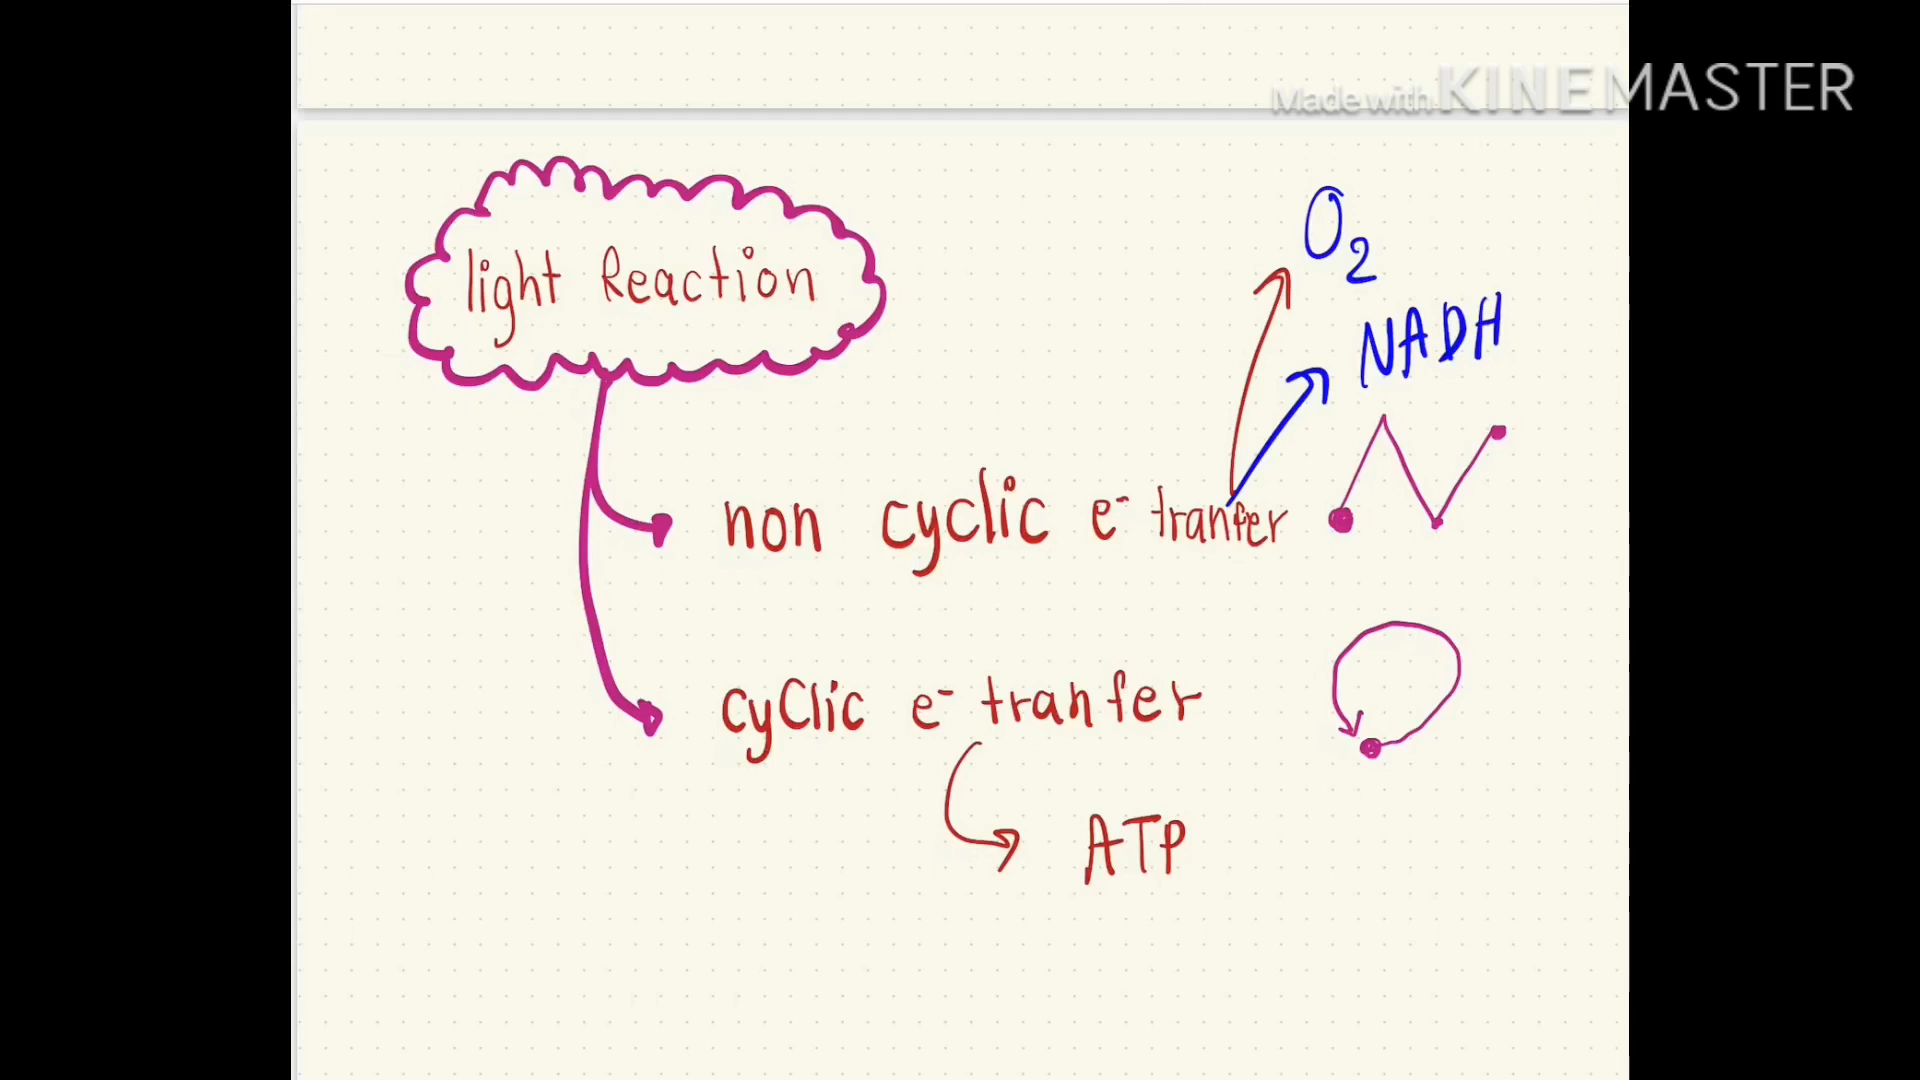 Made with KINEMASTER
light Reaction
O2
NADH
non cyclic e- tranfer
cyclic e- tranfer
ATP